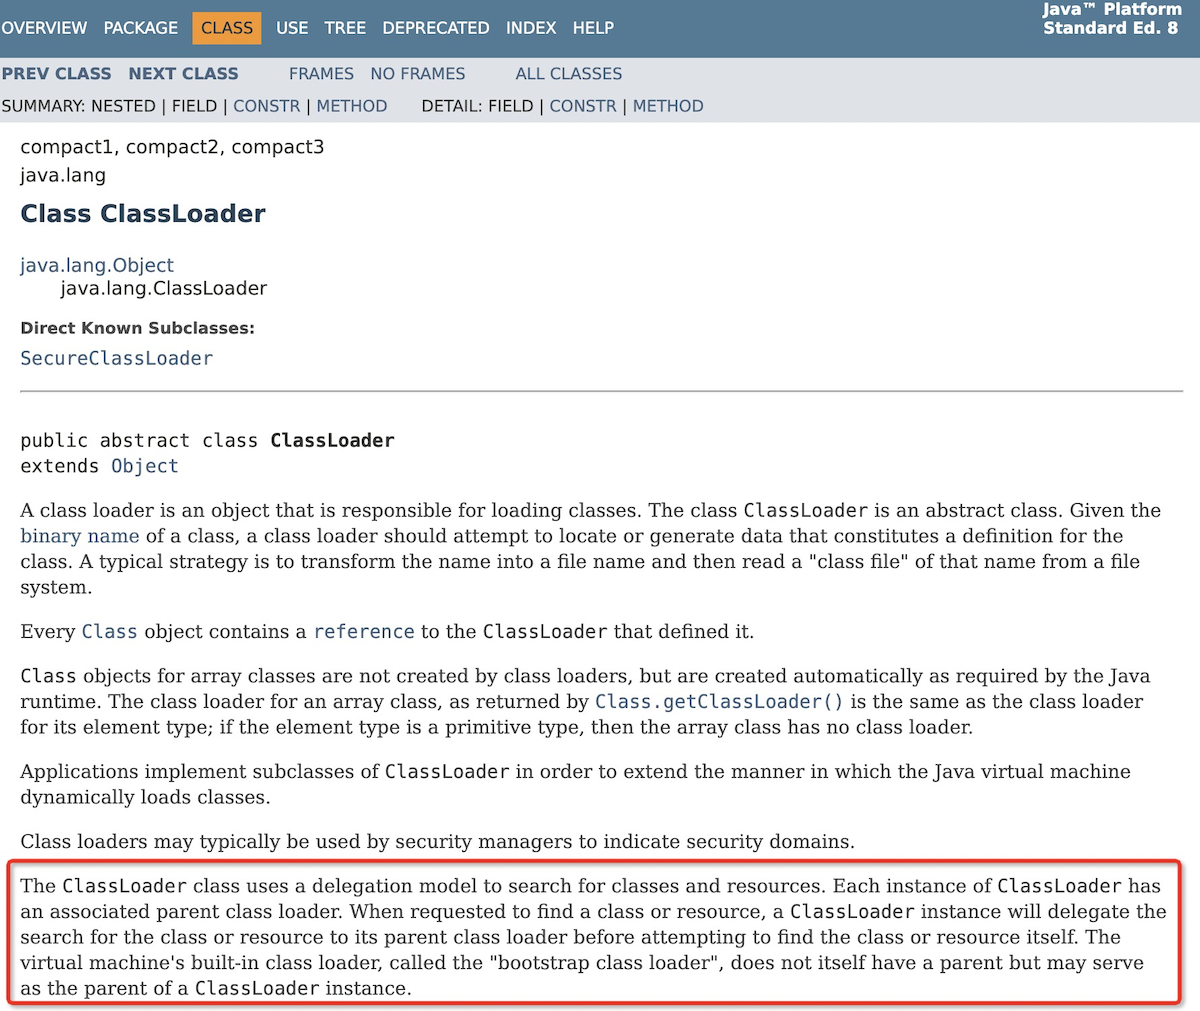 Java™ Platform
Standard Ed. 8
OVERVIEW PACKAGE CLASS USE TREE DEPRECATED INDEX HELP
PREV CLASS NEXT CLASS FRAMES NO FRAMES ALL CLASSES
SUMMARY: NESTED | FIELD | CONSTR | METHOD DETAIL: FIELD | CONSTR | METHOD
compact1, compact2, compact3
java.lang
Class ClassLoader
java.lang.Object
java.lang.ClassLoader
Direct Known Subclasses:
SecureClassLoader
public abstract class ClassLoader
extends Object
A class loader is an object that is responsible for loading classes. The class ClassLoader is an abstract class. Given the
binary name of a class, a class loader should attempt to locate or generate data that constitutes a definition for the
class. A typical strategy is to transform the name into a file name and then read a "class file" of that name from a file
system.
Every Class object contains a reference to the ClassLoader that defined it.
Class objects for array classes are not created by class loaders, but are created automatically as required by the Java
runtime. The class loader for an array class, as returned by Class.getClassLoader() is the same as the class loader
for its element type; if the element type is a primitive type, then the array class has no class loader.
Applications implement subclasses of ClassLoader in order to extend the manner in which the Java virtual machine
dynamically loads classes.
Class loaders may typically be used by security managers to indicate security domains.
The ClassLoader class uses a delegation model to search for classes and resources. Each instance of ClassLoader has
an associated parent class loader. When requested to find a class or resource, a ClassLoader instance will delegate the
search for the class or resource to its parent class loader before attempting to find the class or resource itself. The
virtual machine's built-in class loader, called the "bootstrap class loader", does not itself have a parent but may serve
as the parent of a ClassLoader instance.